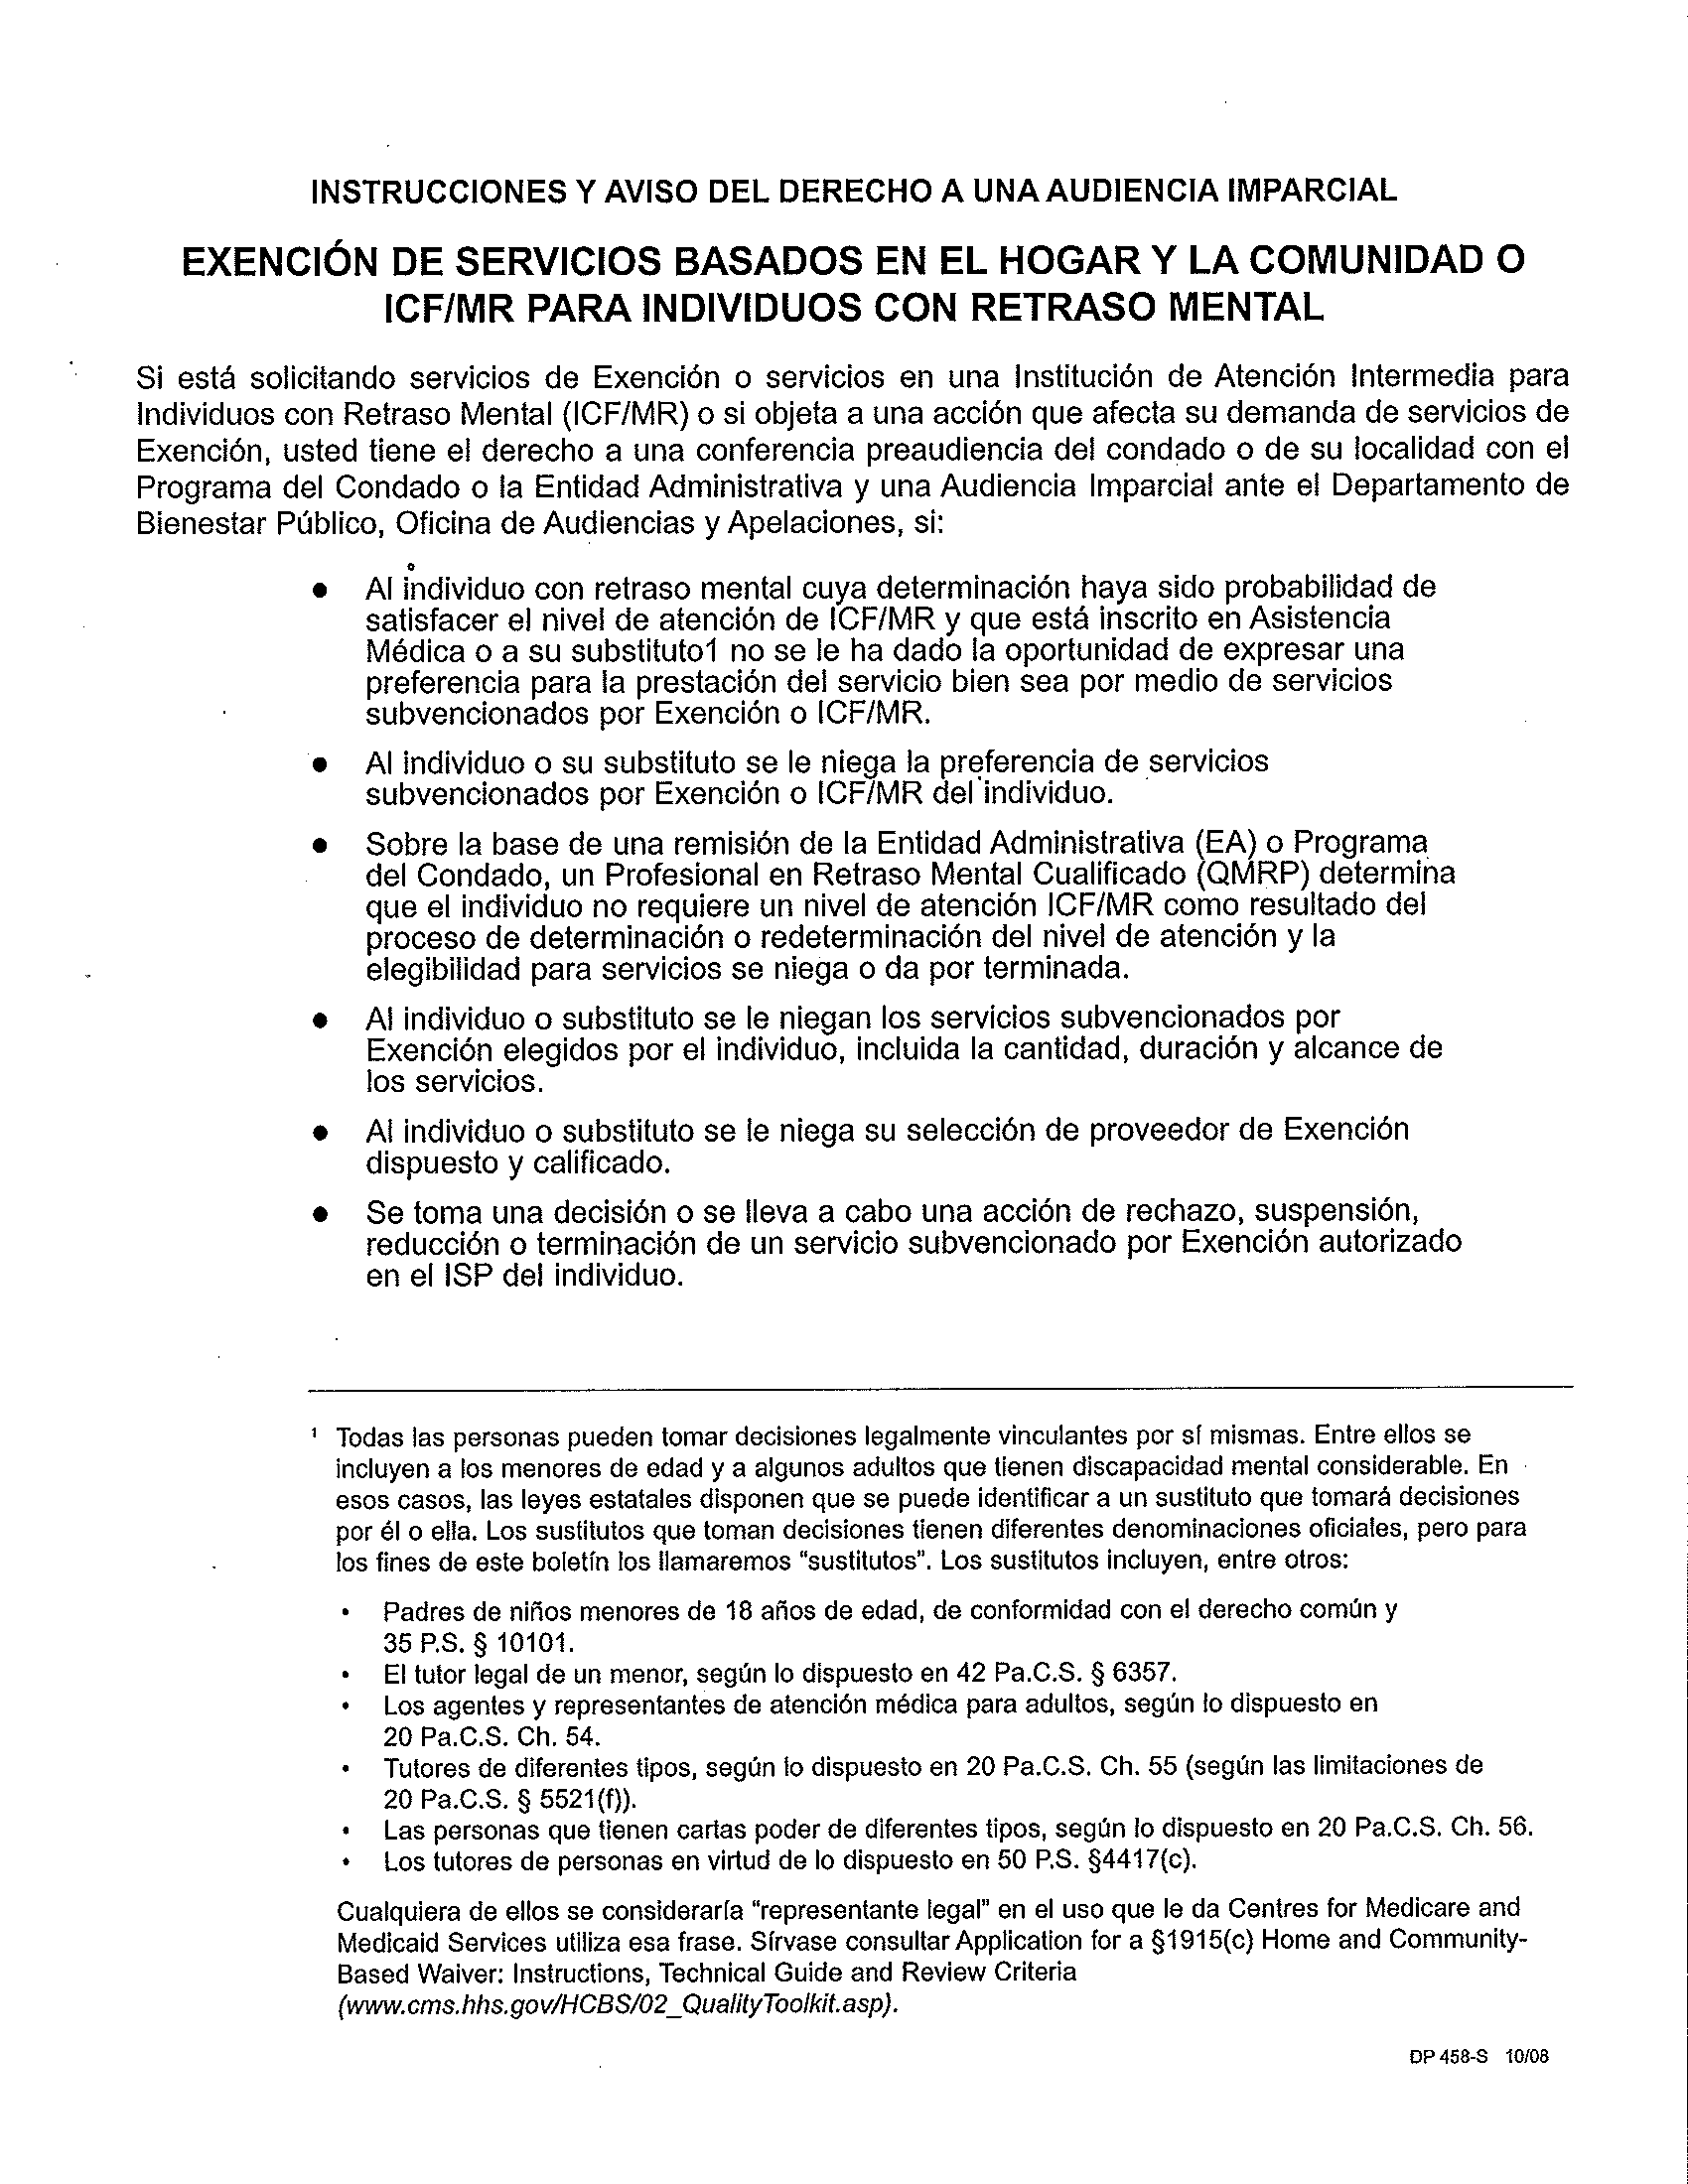 INSTRUCCIONES Y AVISO DEL DERECHO A UNA AUDIENCIA IMPARCIAL
EXENCIÓN DE SERVICIOS BASADOS EN EL HOGAR Y LA COMUNIDAD O
ICF/MR PARA INDIVIDUOS CON RETRASO MENTAL
Si está solicitando servicios de Exención o servicios en una Institución de Atención Intermedia para
Individuos con Retraso Mental (ICF/MR) o si objeta a una acción que afecta su demanda de servicios de
Exención, usted tiene el derecho a una conferencia preaudiencia del condado o de su localidad con el
Programa del Condado o la Entidad Administrativa y una Audiencia Imparcial ante el Departamento de
Bienestar Público, Oficina de Audiencias y Apelaciones, si:
● Al individuo con retraso mental cuya determinación haya sido probabilidad de
satisfacer el nivel de atención de ICF/MR y que está inscrito en Asistencia
Médica o a su substituto1 no se le ha dado la oportunidad de expresar una
preferencia para la prestación del servicio bien sea por medio de servicios
subvencionados por Exención o ICF/MR.
● Al individuo o su substituto se le niega la preferencia de servicios
subvencionados por Exención o ICF/MR del individuo.
● Sobre la base de una remisión de la Entidad Administrativa (EA) o Programa
del Condado, un Profesional en Retraso Mental Cualificado (QMRP) determina
que el individuo no requiere un nivel de atención ICF/MR como resultado del
proceso de determinación o redeterminación del nivel de atención y la
elegibilidad para servicios se niega o da por terminada.
● Al individuo o substituto se le niegan los servicios subvencionados por
Exención elegidos por el individuo, incluida la cantidad, duración y alcance de
los servicios.
● Al individuo o substituto se le niega su selección de proveedor de Exención
dispuesto y calificado.
● Se toma una decisión o se lleva a cabo una acción de rechazo, suspensión,
reducción o terminación de un servicio subvencionado por Exención autorizado
en el ISP del individuo.
¹ Todas las personas pueden tomar decisiones legalmente vinculantes por sí mismas. Entre ellos se
incluyen a los menores de edad y a algunos adultos que tienen discapacidad mental considerable. En
esos casos, las leyes estatales disponen que se puede identificar a un sustituto que tomará decisiones
por él o ella. Los sustitutos que toman decisiones tienen diferentes denominaciones oficiales, pero para
los fines de este boletín los llamaremos "sustitutos". Los sustitutos incluyen, entre otros:
• Padres de niños menores de 18 años de edad, de conformidad con el derecho común y
35 P.S. § 10101.
• El tutor legal de un menor, según lo dispuesto en 42 Pa.C.S. § 6357.
• Los agentes y representantes de atención médica para adultos, según lo dispuesto en
20 Pa.C.S. Ch. 54.
• Tutores de diferentes tipos, según lo dispuesto en 20 Pa.C.S. Ch. 55 (según las limitaciones de
20 Pa.C.S. § 5521(f)).
• Las personas que tienen cartas poder de diferentes tipos, según lo dispuesto en 20 Pa.C.S. Ch. 56.
• Los tutores de personas en virtud de lo dispuesto en 50 P.S. §4417(c).
Cualquiera de ellos se consideraría "representante legal" en el uso que le da Centres for Medicare and
Medicaid Services utiliza esa frase. Sírvase consultar Application for a §1915(c) Home and Community-
Based Waiver: Instructions, Technical Guide and Review Criteria
(www.cms.hhs.gov/HCBS/02_QualityToolkit.asp).
DP 458-S 10/08